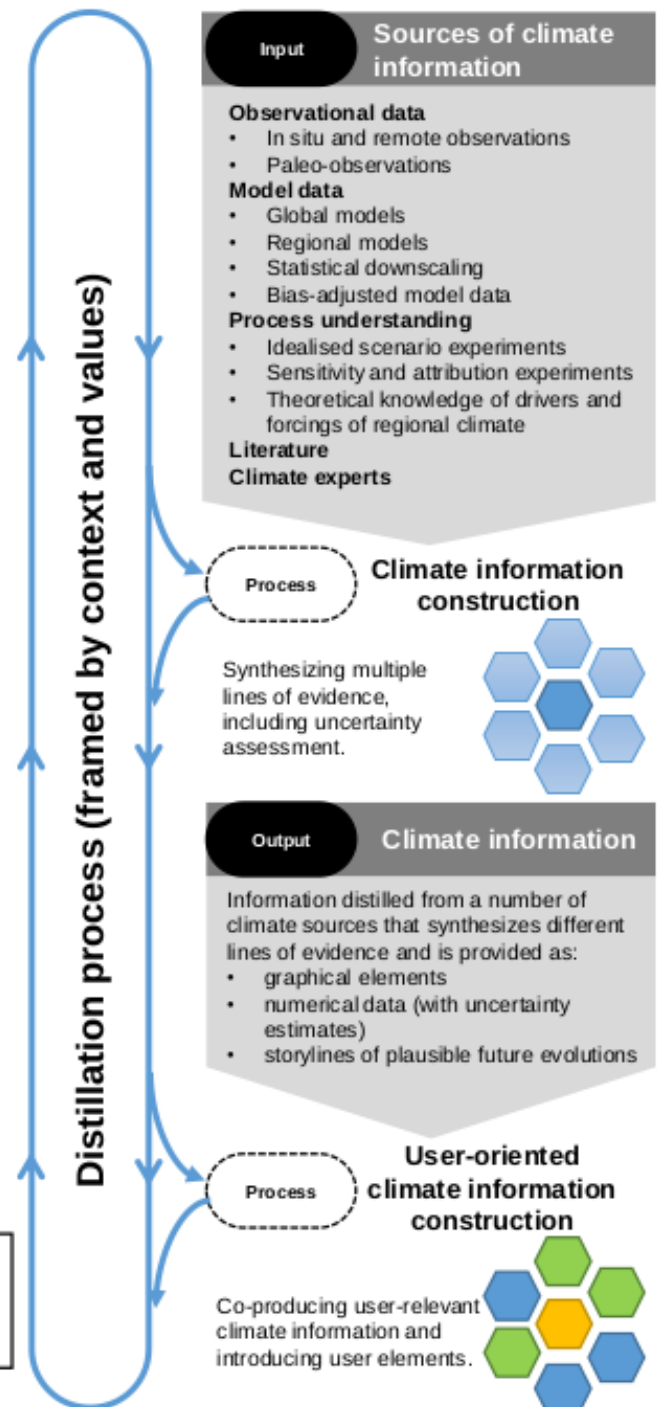 Distillation process (framed by context and values)
Input
Sources of climate
information
Observational data
• In situ and remote observations
• Paleo-observations
Model data
• Global models
• Regional models
• Statistical downscaling
• Bias-adjusted model data
Process understanding
• Idealised scenario experiments
• Sensitivity and attribution experiments
• Theoretical knowledge of drivers and
forcings of regional climate
Literature
Climate experts
Process
Climate information
construction
Synthesizing multiple
lines of evidence,
including uncertainty
assessment.
Output
Climate information
Information distilled from a number of
climate sources that synthesizes different
lines of evidence and is provided as:
• graphical elements
• numerical data (with uncertainty
estimates)
• storylines of plausible future evolutions
Process
User-oriented
climate information
construction
Co-producing user-relevant
climate information and
introducing user elements.